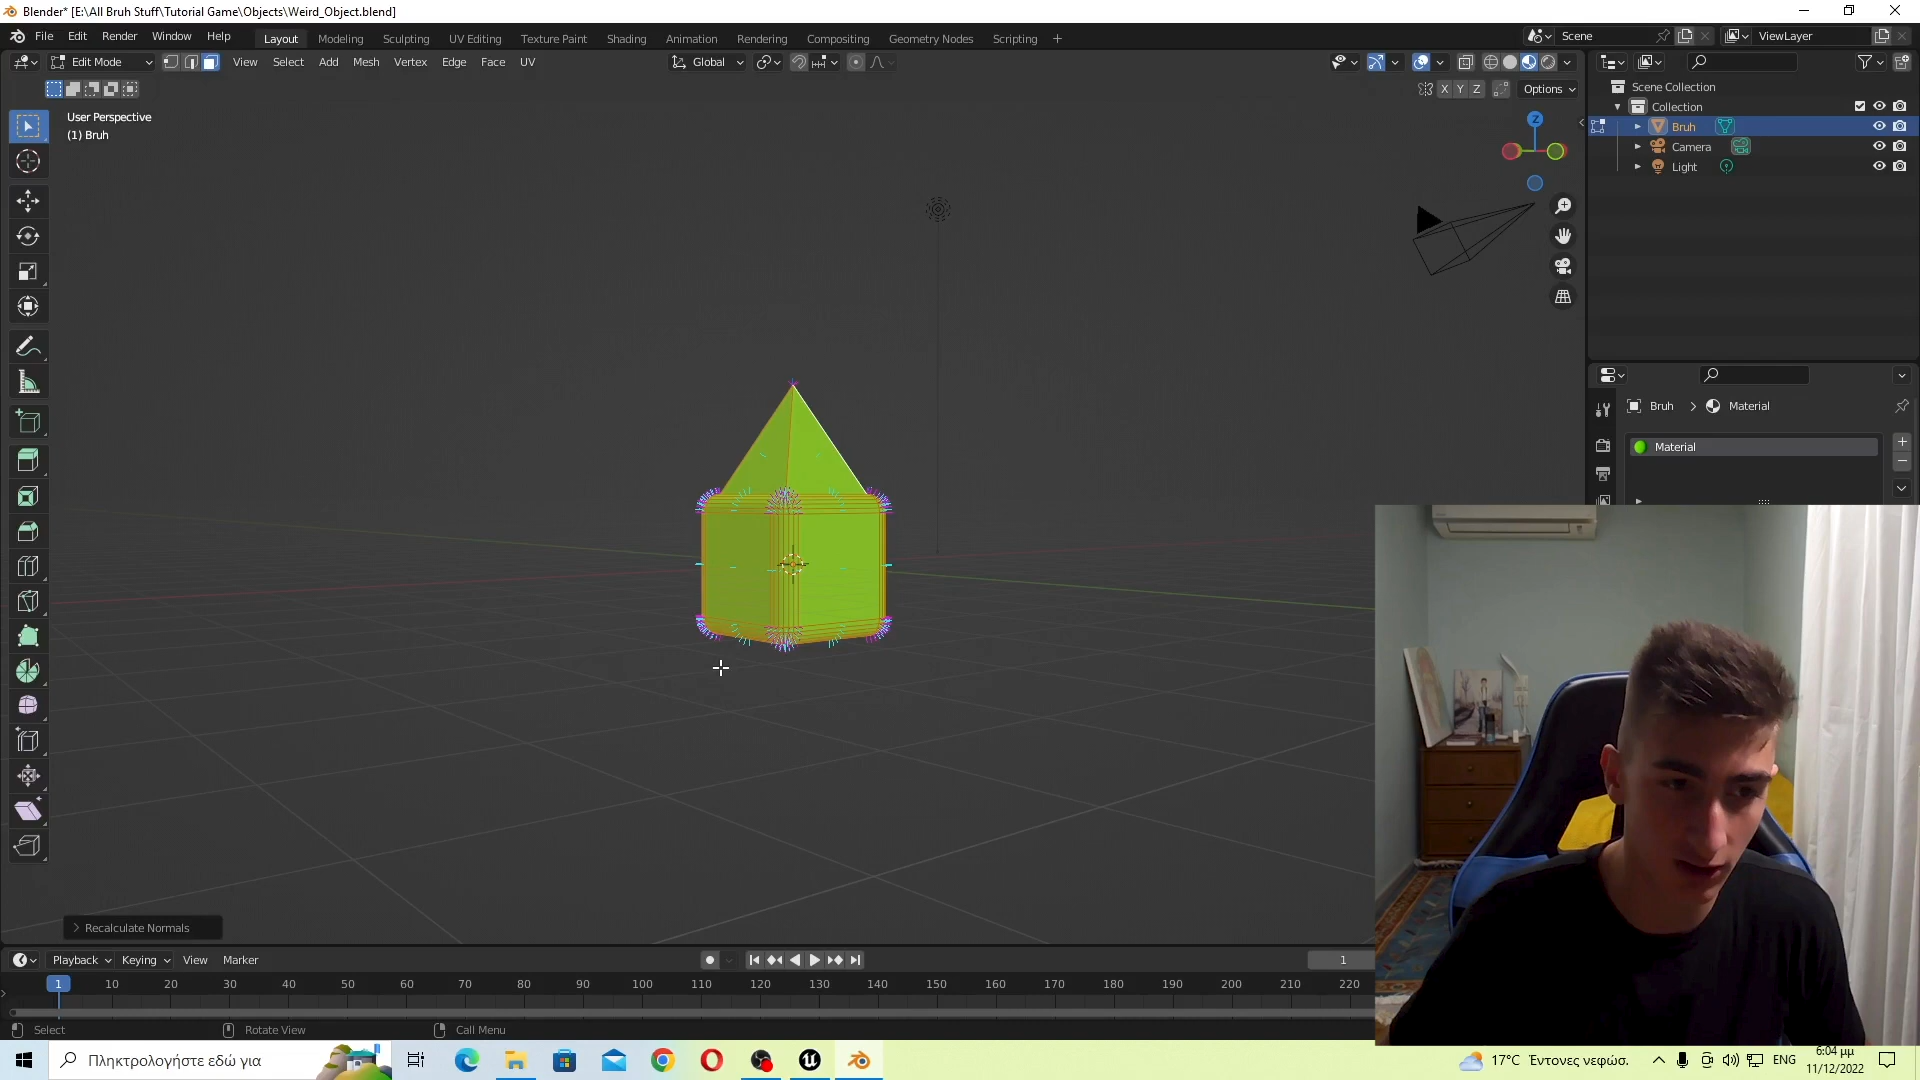 Blender* [E:\All Bruh Stuff\Tutorial Game\Objects\Weird_Object.blend]
File Edit Render Window Help Layout Modeling Sculpting UV Editing Texture Paint Shading Animation Rendering Compositing Geometry Nodes Scripting + Scene ViewLayer
Edit Mode View Select Add Mesh Vertex Edge Face UV Global
X Y Z Options
User Perspective
(1) Bruh
Z
Scene Collection
Collection
Bruh
Camera
Light
Bruh > Material
Material
Recalculate Normals
Playback Keying View Marker 1
1 10 20 30 40 50 60 70 80 90 100 110 120 130 140 150 160 170 180 190 200 210 220
Select Rotate View Call Menu
Πληκτρολογήστε εδώ για
17°C Έντονες νεφώσ. ENG
6:04 μμ
11/12/2022